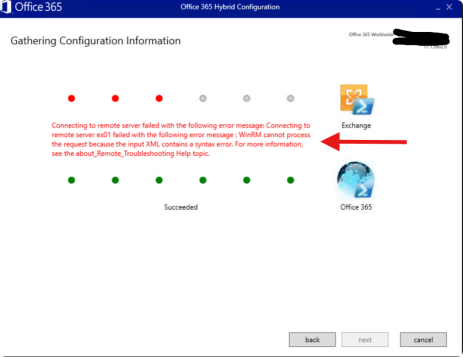 Office 365
Office 365 Hybrid Configuration
Gathering Configuration Information
Office 365 Worldwide
Connecting to remote server failed with the following error message: Connecting to
remote server ex01 failed with the following error message : WinRM cannot process
the request because the input XML contains a syntax error. For more information,
see the about_Remote_Troubleshooting Help topic.
Exchange
Succeeded
Office 365
back
next
cancel